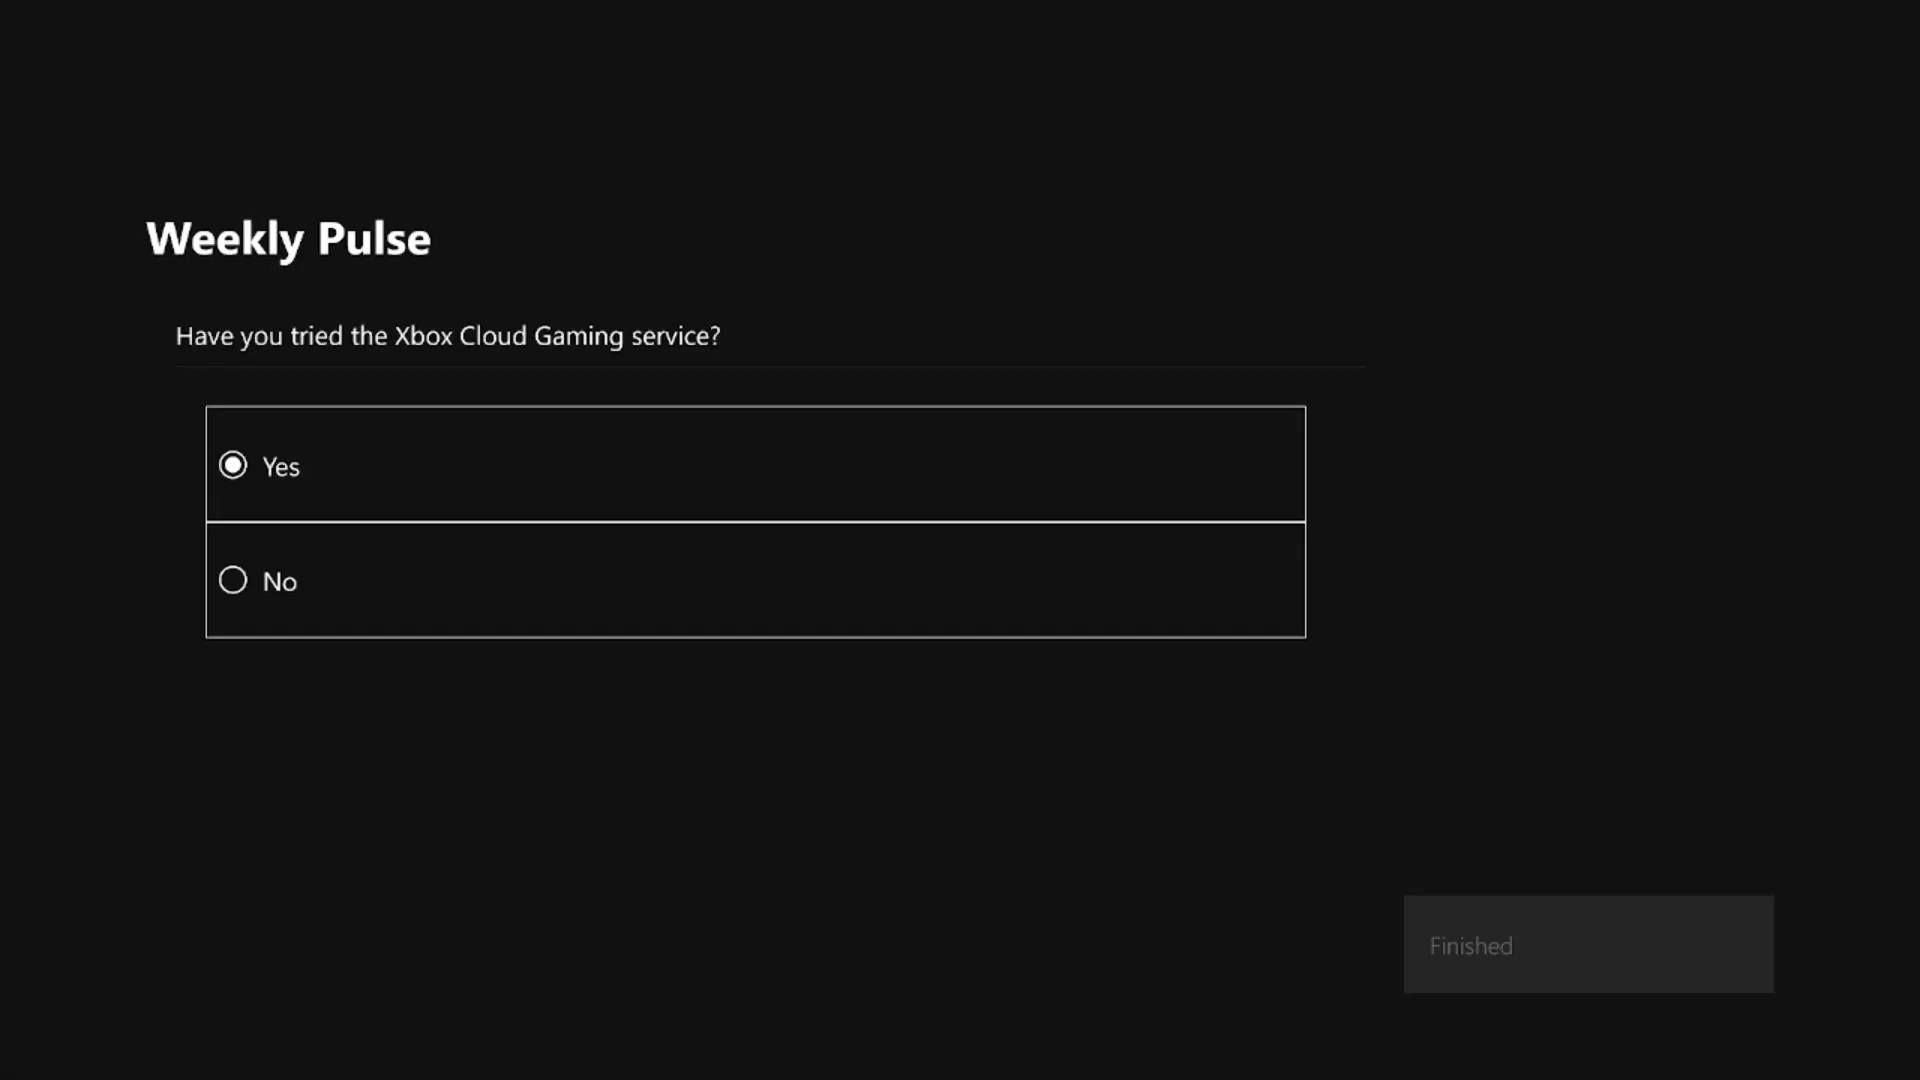 Weekly Pulse
Have you tried the Xbox Cloud Gaming service?
Yes
No
Finished